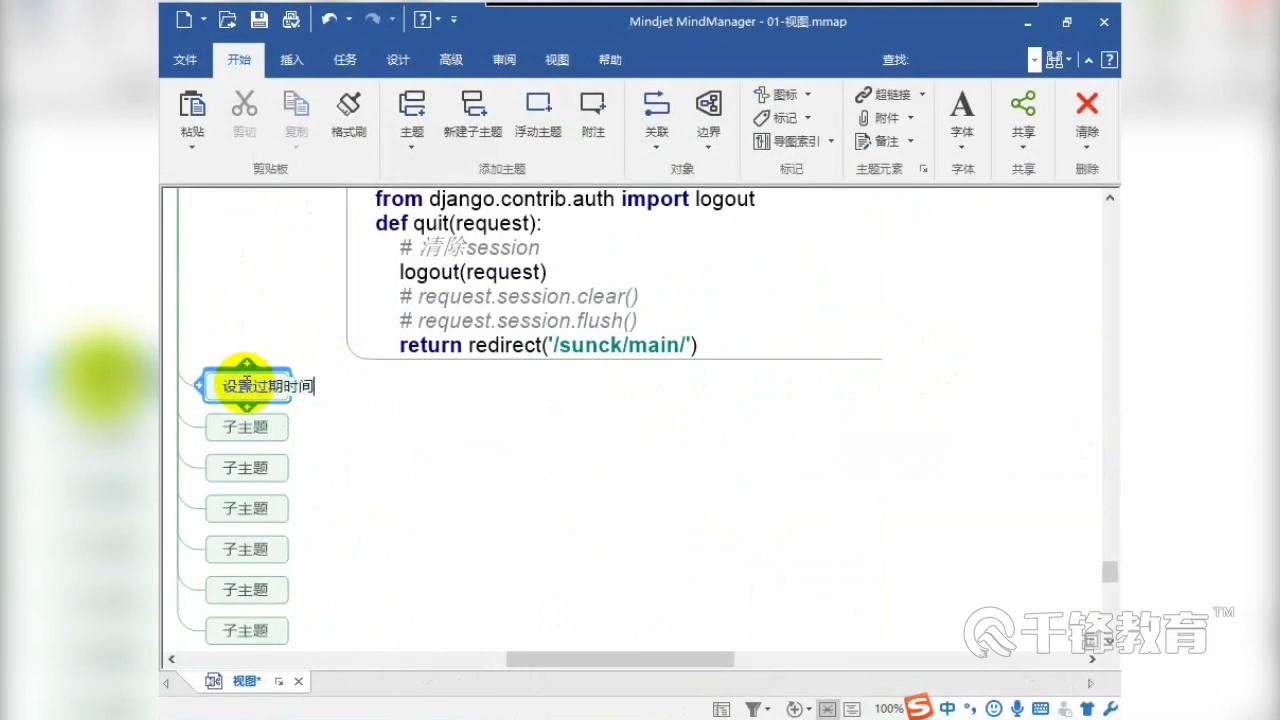 Mindjet MindManager - 01-视图.mmap
文件 开始 插入 任务 设计 高级 审阅 视图 帮助 查找:
粘贴 剪切 复制 格式刷 主题 新建子主题 浮动主题 附注 关联 边界 图标 标记 导图索引 超链接 附件 备注 字体 共享 清除
剪贴板 添加主题 对象 标记 主题元素 字体 共享 删除
from django.contrib.auth import logout
def quit(request):
# 清除session
logout(request)
# request.session.clear()
# request.session.flush()
return redirect('/sunck/main/')
设置过期时间
子主题
子主题
子主题
子主题
子主题
子主题
千锋教育™
视图*
100% 中